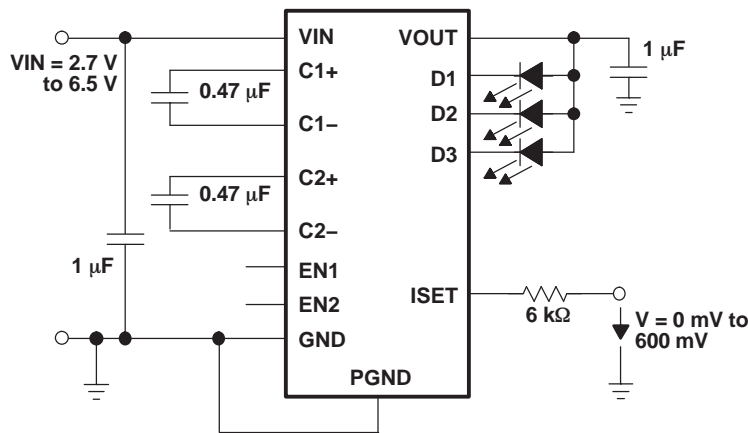 VIN = 2.7 V
to 6.5 V
1 μF
0.47 μF
0.47 μF
VIN
C1+
C1–
C2+
C2–
EN1
EN2
GND
PGND
VOUT
D1
D2
D3
ISET
1 μF
6 kΩ
V = 0 mV to
600 mV